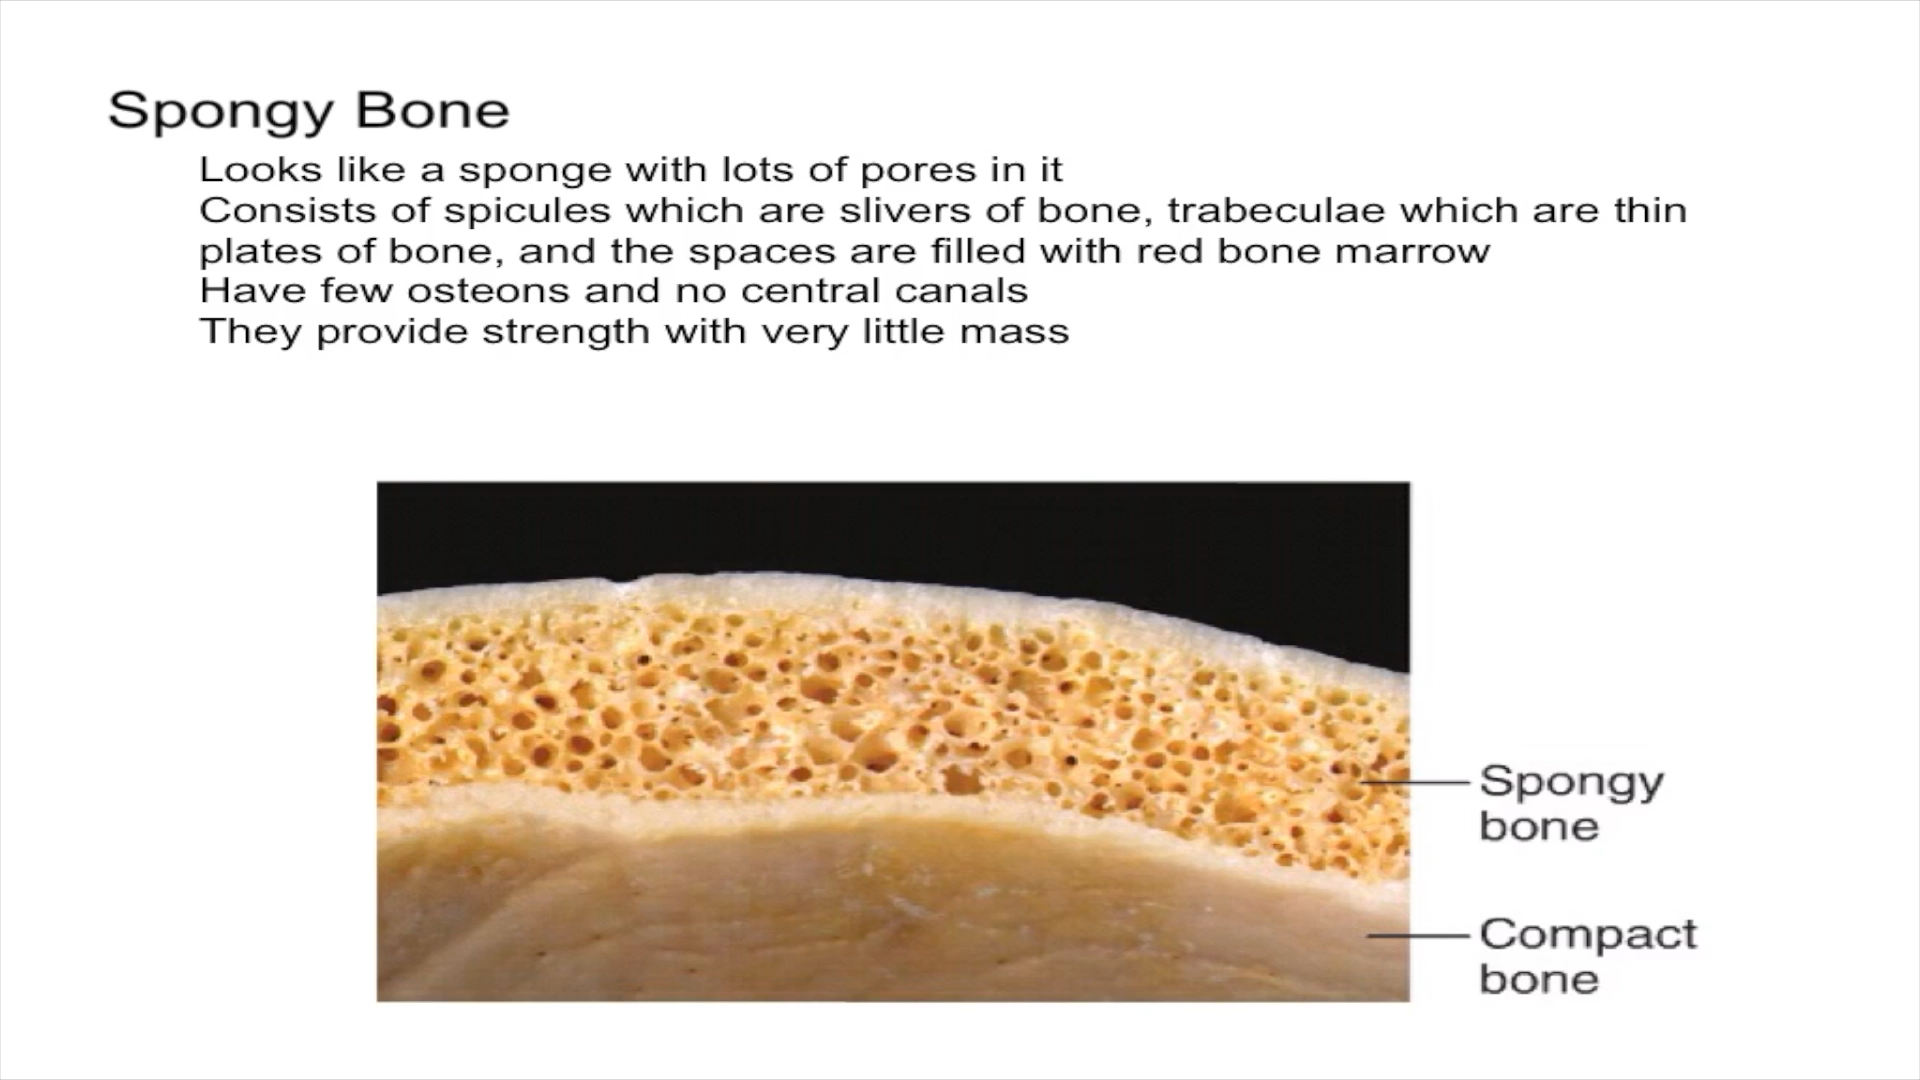 Spongy Bone
Looks like a sponge with lots of pores in it
Consists of spicules which are slivers of bone, trabeculae which are thin
plates of bone, and the spaces are filled with red bone marrow
Have few osteons and no central canals
They provide strength with very little mass
Spongy
bone
Compact
bone